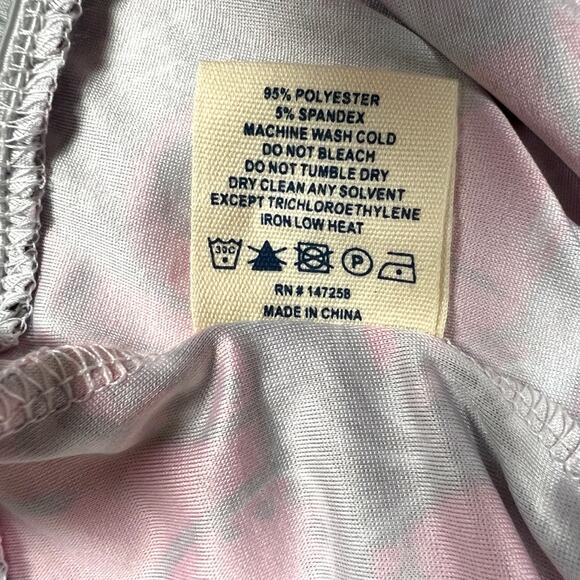 95% POLYESTER
5% SPANDEX
MACHINE WASH COLD
DO NOT BLEACH
DO NOT TUMBLE DRY
DRY CLEAN ANY SOLVENT
EXCEPT TRICHLOROETHYLENE
IRON LOW HEAT
30C P
RN # 147258
MADE IN CHINA